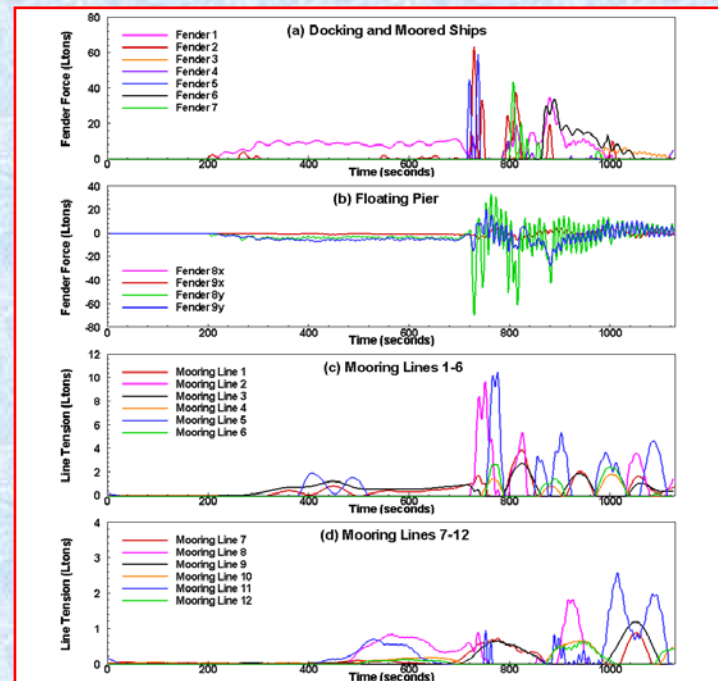 (a) Docking and Moored Ships
Fender Force (Ltons)
80
60
40
20
0
Fender 1
Fender 2
Fender 3
Fender 4
Fender 5
Fender 6
Fender 7
0 200 400 600 800 1000
Time (seconds)
(b) Floating Pier
Fender Force (Ltons)
40
20
0
-20
-40
-60
-80
Fender 8x
Fender 9x
Fender 8y
Fender 9y
0 200 400 600 800 1000
Time (seconds)
(c) Mooring Lines 1-6
Line Tension (Ltons)
12
10
8
6
4
2
0
Mooring Line 1
Mooring Line 2
Mooring Line 3
Mooring Line 4
Mooring Line 5
Mooring Line 6
0 200 400 600 800 1000
Time (seconds)
(d) Mooring Lines 7-12
Line Tension (Ltons)
4
3
2
1
0
Mooring Line 7
Mooring Line 8
Mooring Line 9
Mooring Line 10
Mooring Line 11
Mooring Line 12
0 200 400 600 800 1000
Time (seconds)